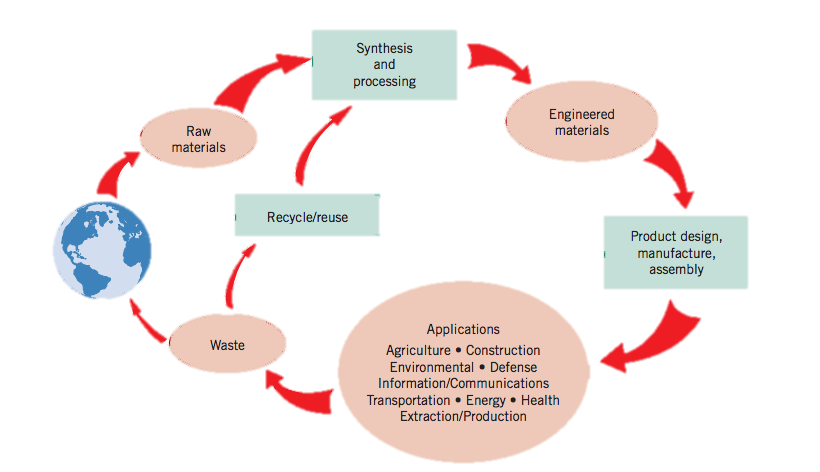 Synthesis
and
processing
Engineered
materials
Raw
materials
Recycle/reuse
Product design,
manufacture,
assembly
Waste
Applications
Agriculture • Construction
Environmental • Defense
Information/Communications
Transportation • Energy • Health
Extraction/Production